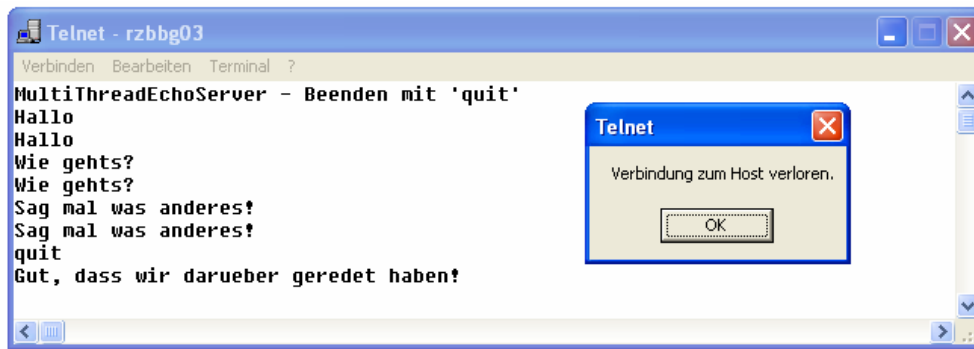 Telnet - rzbbg03
Verbinden Bearbeiten Terminal ?
MultiThreadEchoServer - Beenden mit 'quit'
Hallo
Hallo
Wie gehts?
Wie gehts?
Sag mal was anderes!
Sag mal was anderes!
quit
Gut, dass wir darueber geredet haben!
Telnet
Verbindung zum Host verloren.
OK